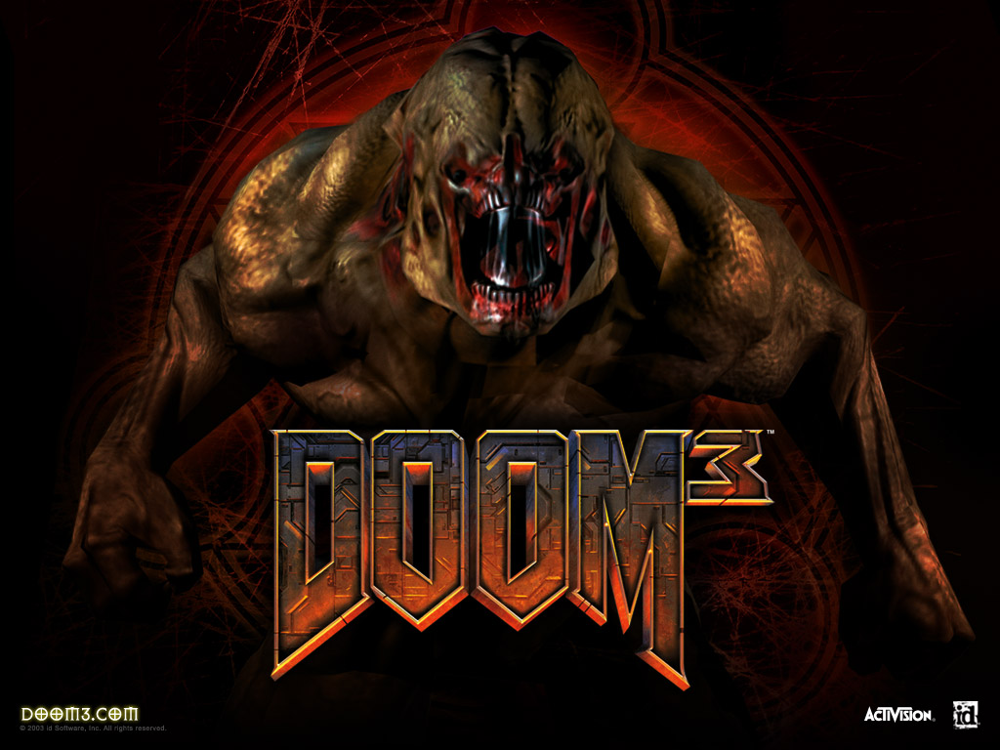 DOOM³™
DOOM3.COM
© 2003 id Software, Inc. All rights reserved.
ACTIVISION®
id